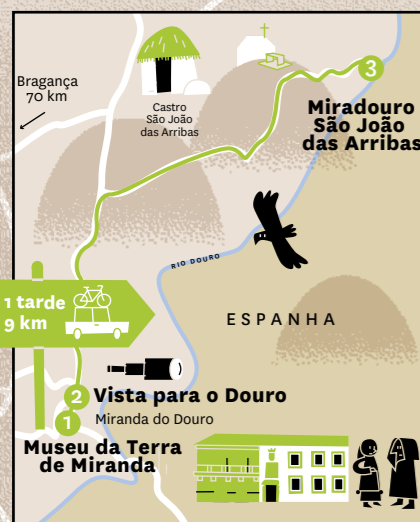 Bragança
70 km
Castro
São João
das Arribas
3
Miradouro
São João
das Arribas
RIO DOURO
1 tarde
9 km
ESPANHA
2 Vista para o Douro
1 Miranda do Douro
Museu da Terra
de Miranda